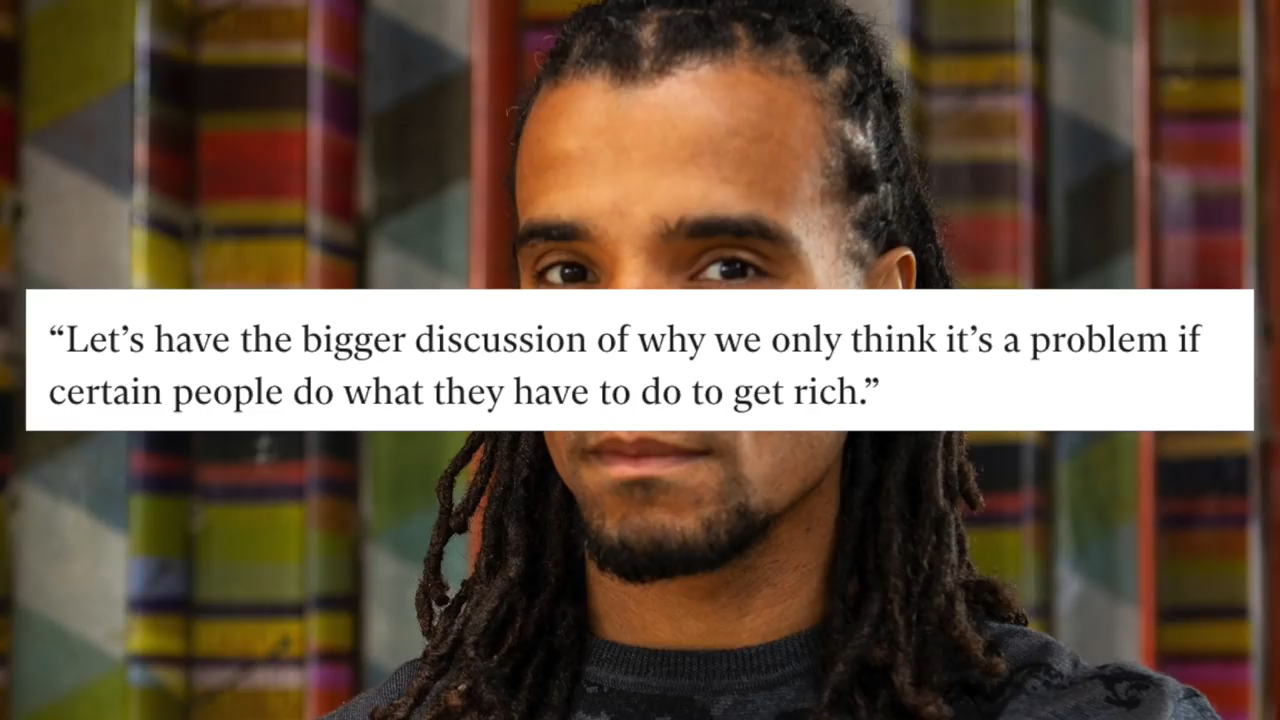 “Let’s have the bigger discussion of why we only think it’s a problem if
certain people do what they have to do to get rich.”